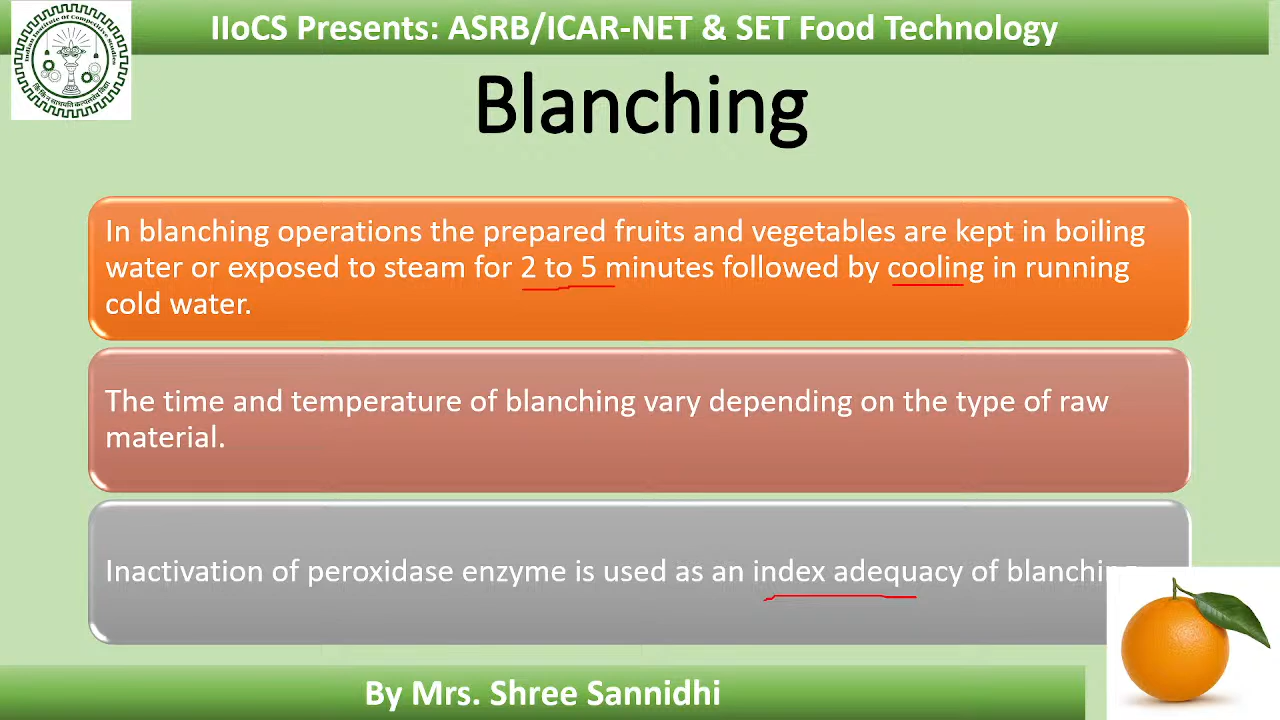 IIoCS Presents: ASRB/ICAR-NET & SET Food Technology
Blanching
In blanching operations the prepared fruits and vegetables are kept in boiling
water or exposed to steam for 2 to 5 minutes followed by cooling in running
cold water.
The time and temperature of blanching vary depending on the type of raw
material.
Inactivation of peroxidase enzyme is used as an index adequacy of blanching
By Mrs. Shree Sannidhi